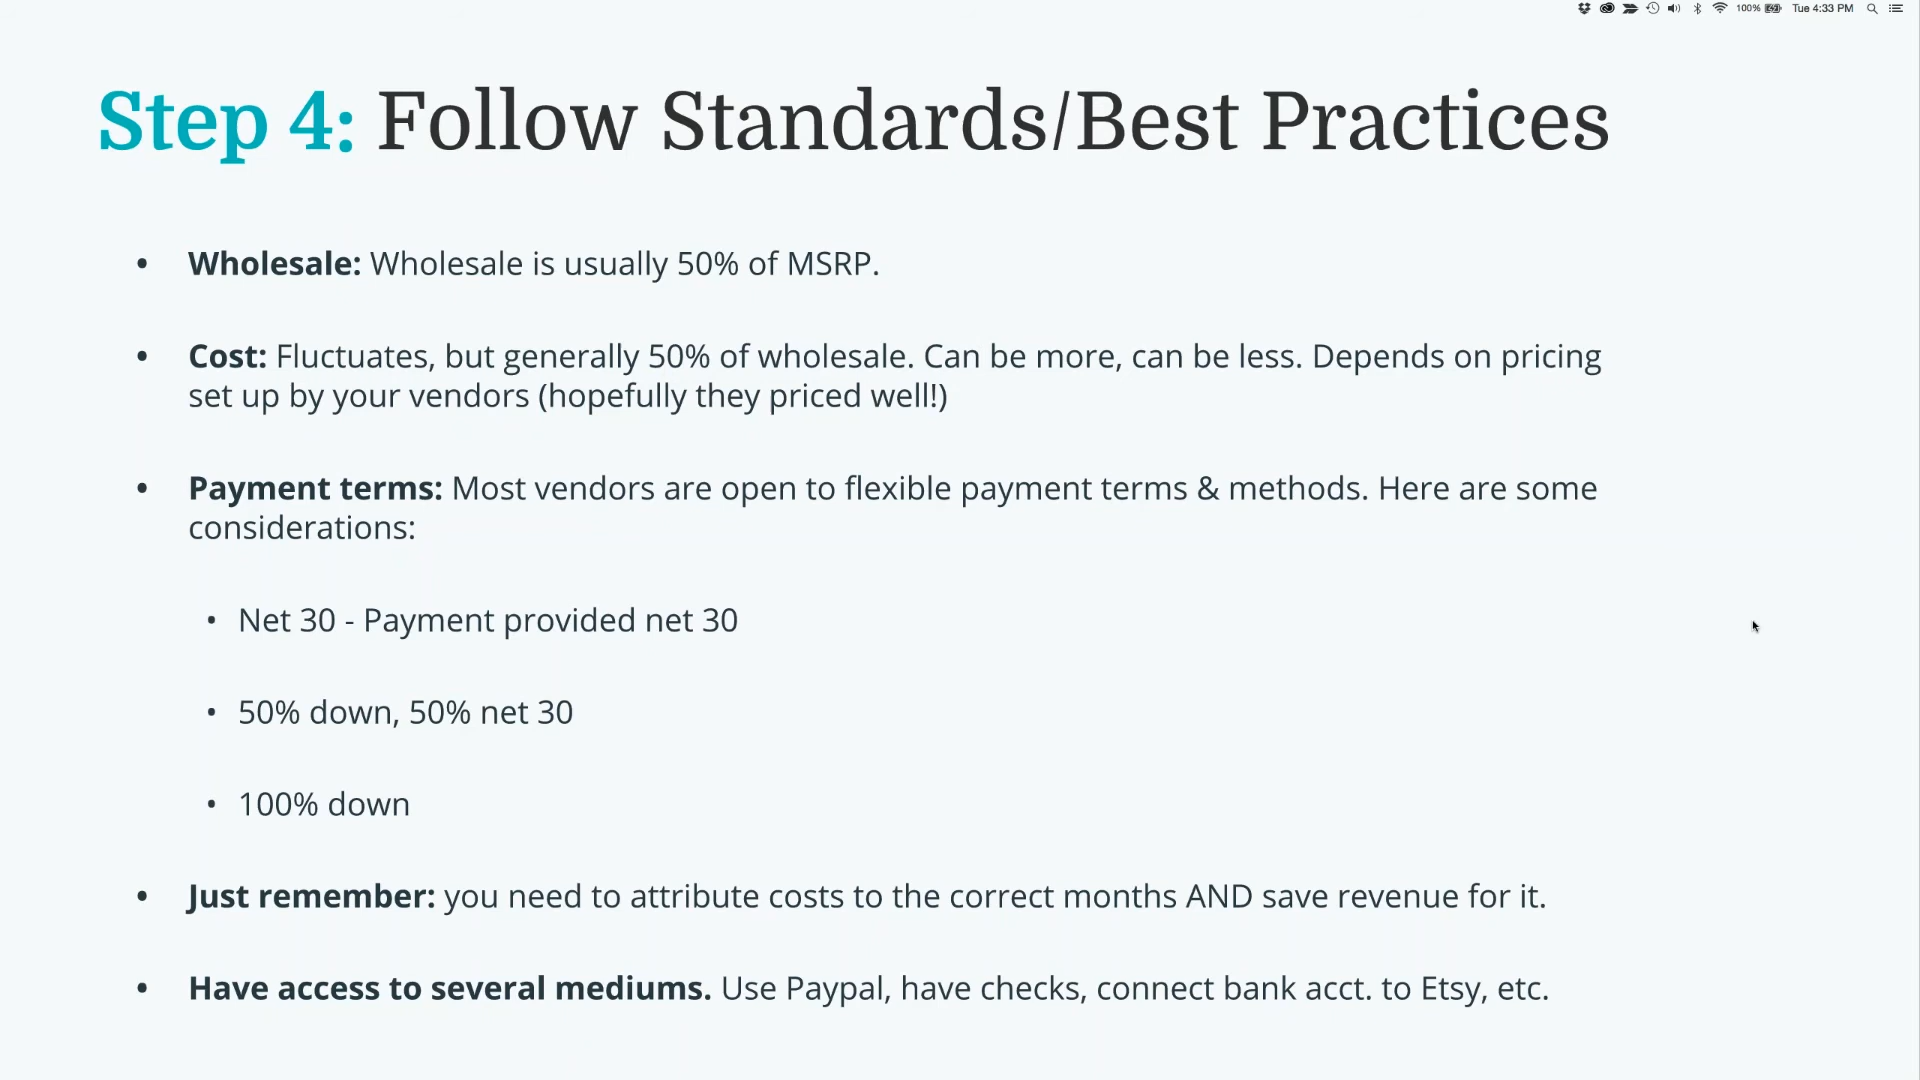 100% Tue 4:33 PM
Step 4: Follow Standards/Best Practices
• Wholesale: Wholesale is usually 50% of MSRP.
• Cost: Fluctuates, but generally 50% of wholesale. Can be more, can be less. Depends on pricing
set up by your vendors (hopefully they priced well!)
• Payment terms: Most vendors are open to flexible payment terms & methods. Here are some
considerations:
• Net 30 - Payment provided net 30
• 50% down, 50% net 30
• 100% down
• Just remember: you need to attribute costs to the correct months AND save revenue for it.
• Have access to several mediums. Use Paypal, have checks, connect bank acct. to Etsy, etc.